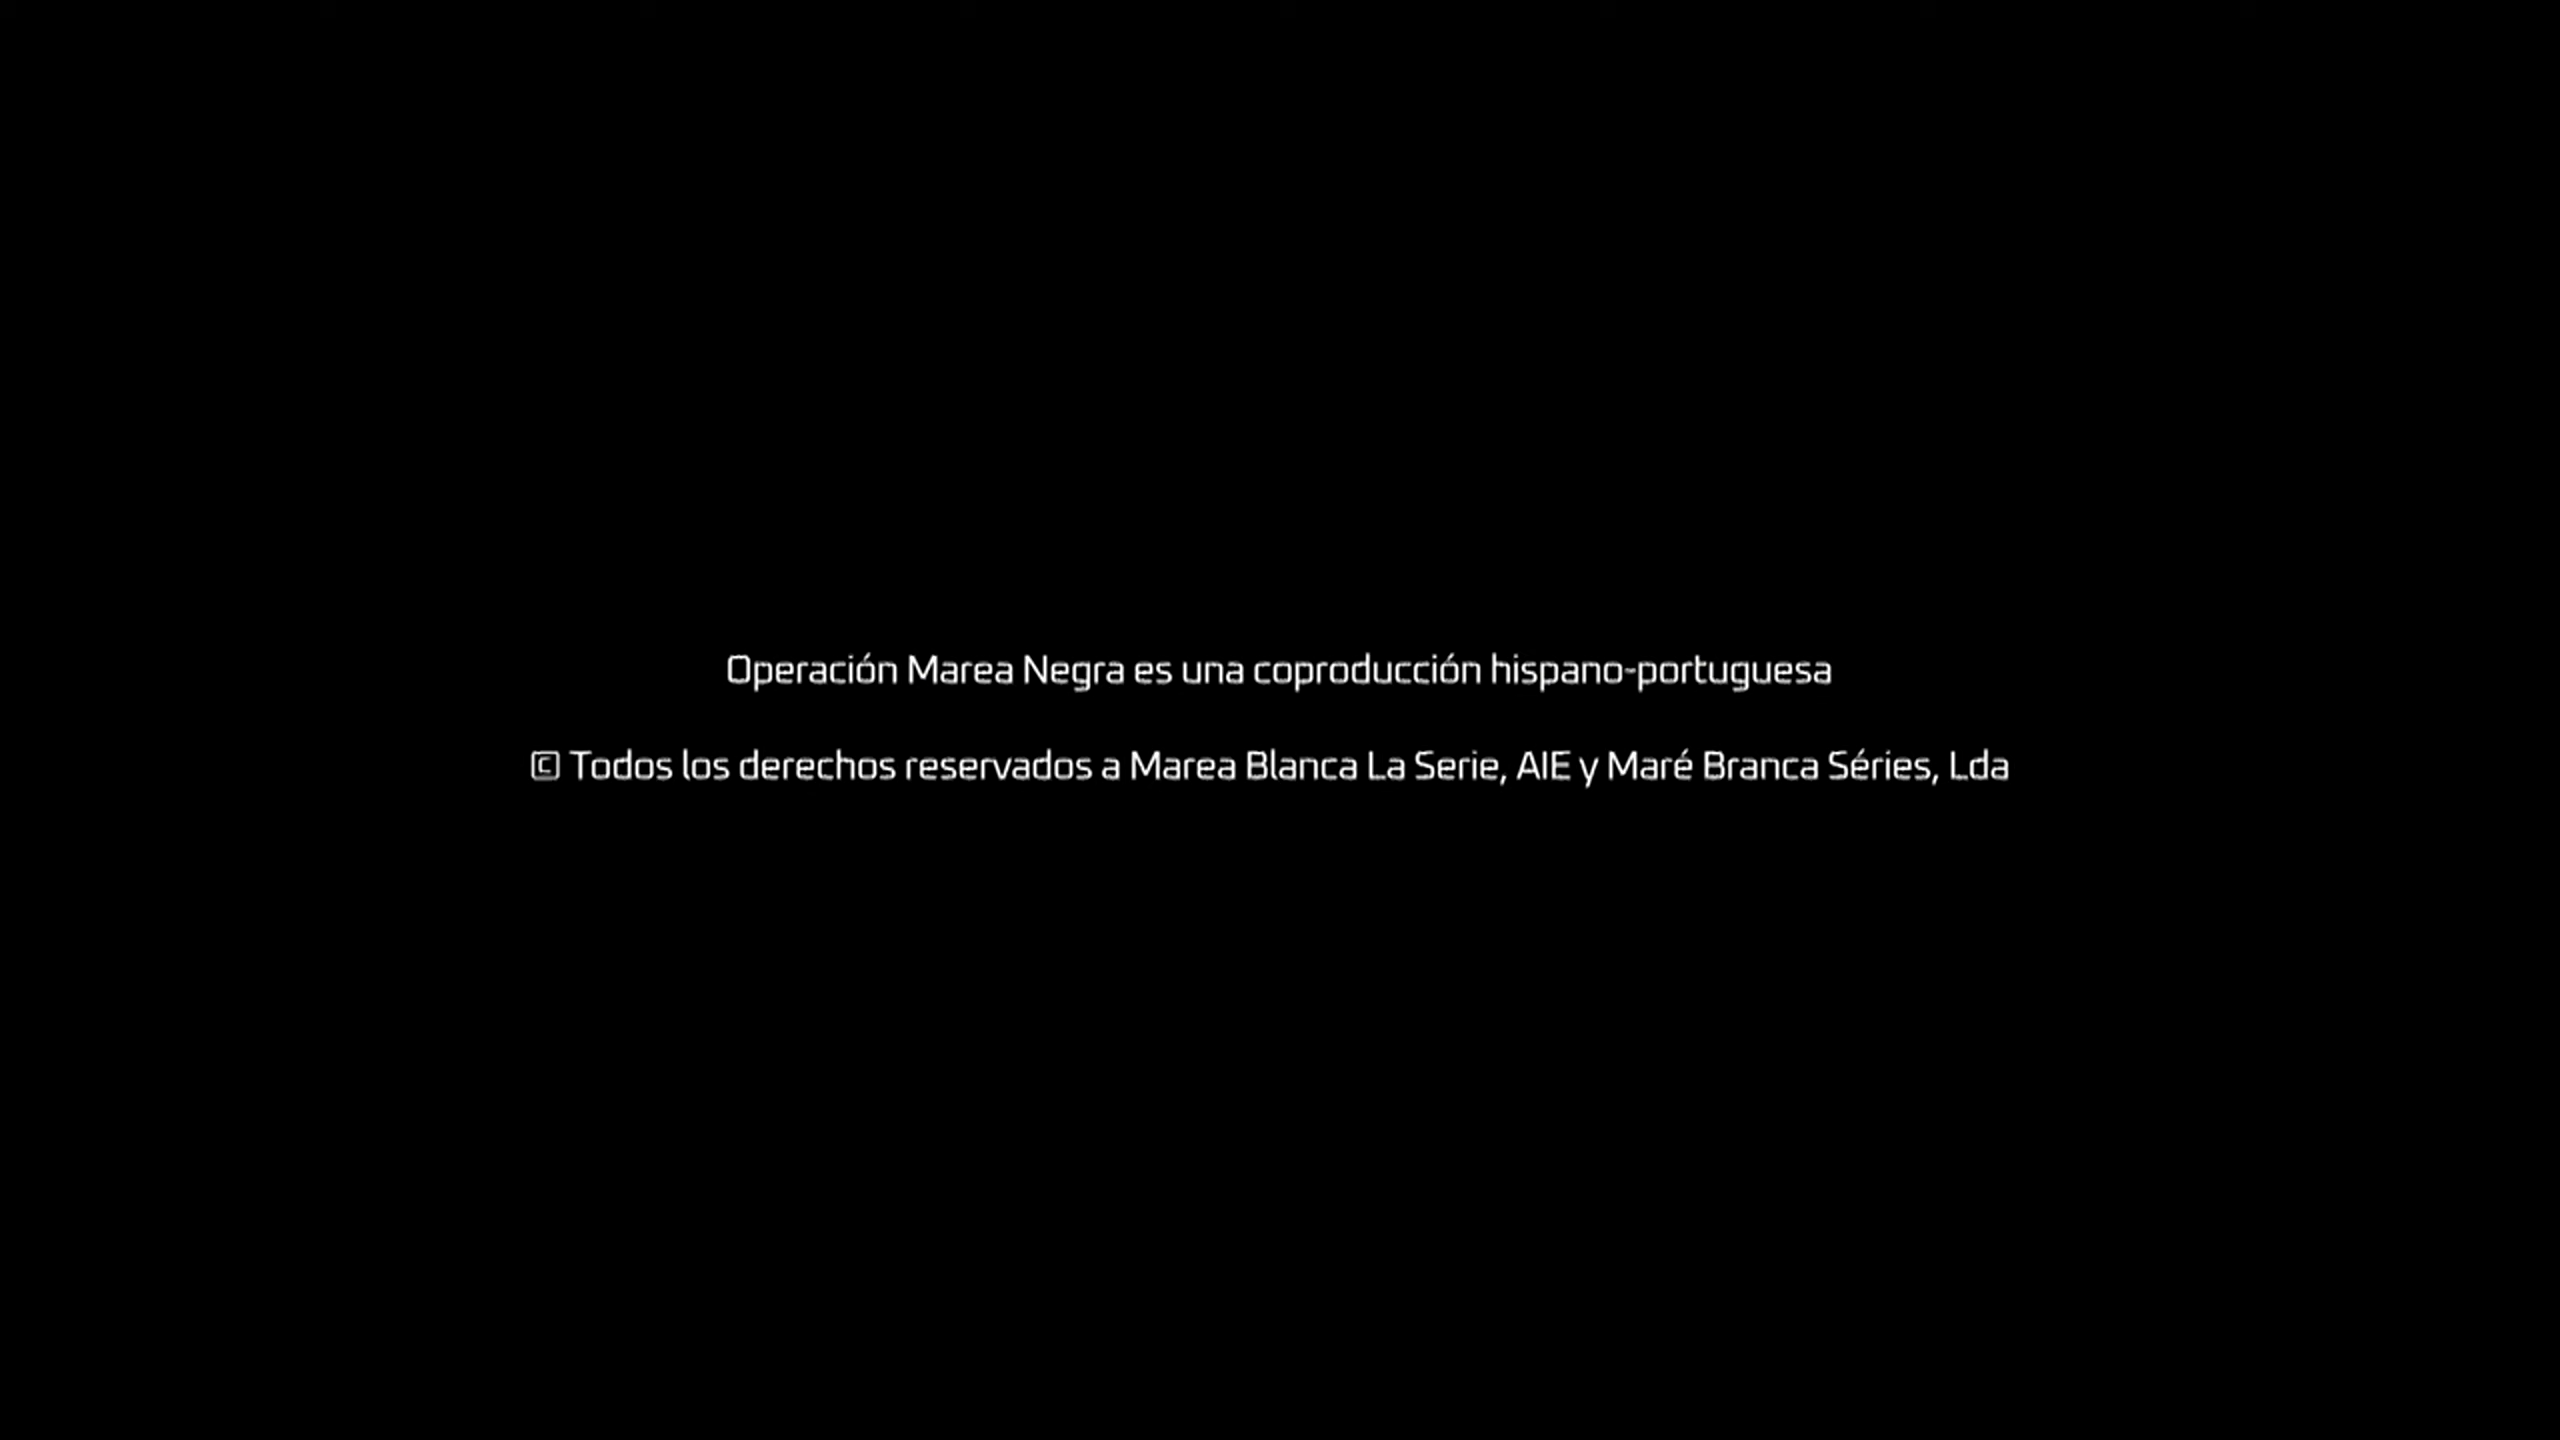 Operación Marea Negra es una coproducción hispano-portuguesa
© Todos los derechos reservados a Marea Blanca La Serie, AIE y Maré Branca Séries, Lda